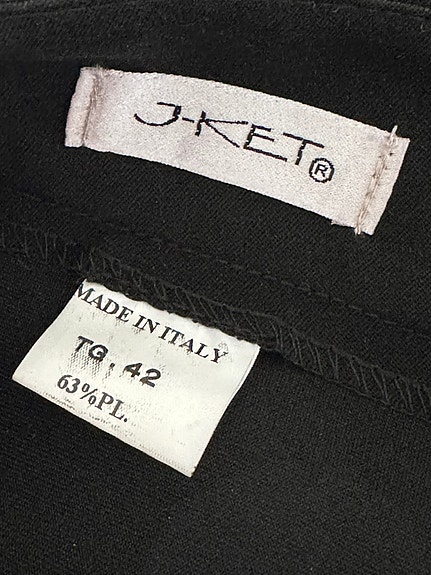 J-KET®
MADE IN ITALY
TG. 42
63%PL.